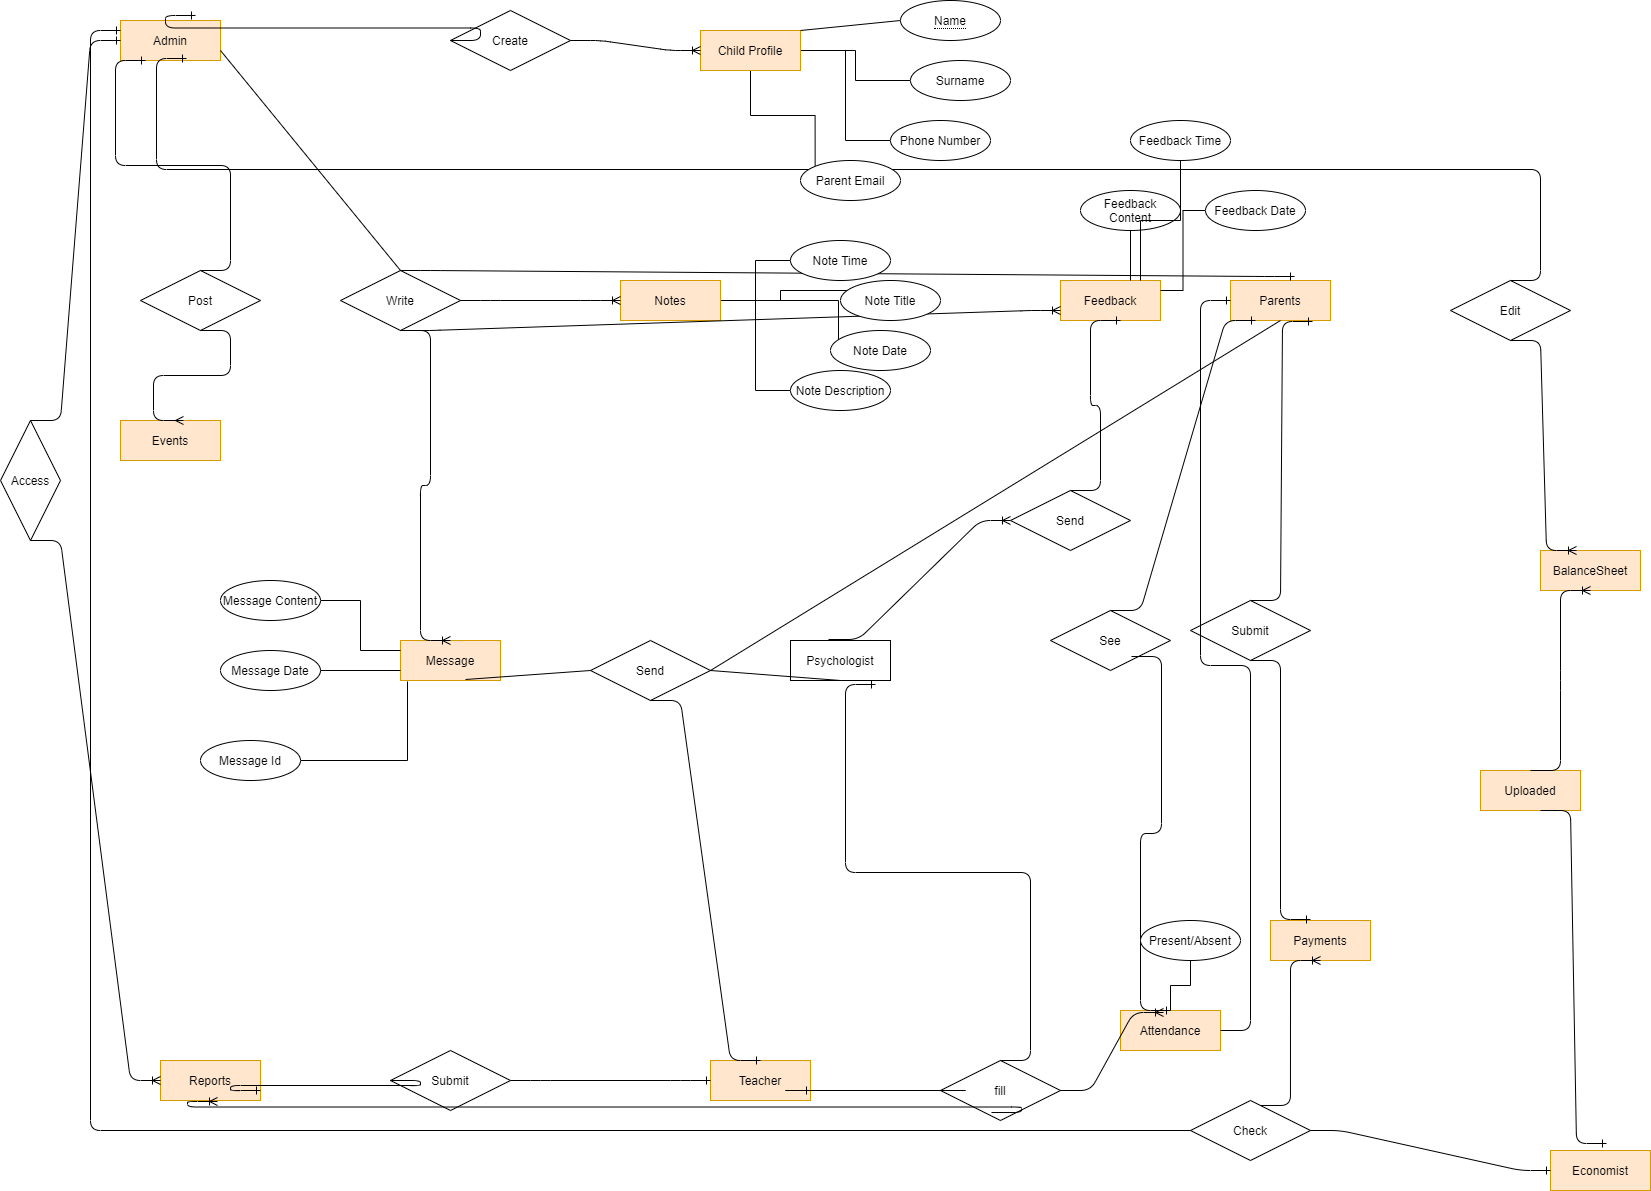 Name
Admin
Create
Child Profile
Surname
Phone Number
Feedback Time
Parent Email
Feedback
Content
Feedback Date
Note Time
Post
Write
Notes
Note Title
Feedback
Parents
Edit
Note Date
Note Description
Events
Access
Send
BalanceSheet
Message Content
See
Submit
Message
Psychologist
Message Date
Send
Message Id
Uploaded
Present/Absent
Payments
Attendance
Reports
Submit
Teacher
fill
Check
Economist